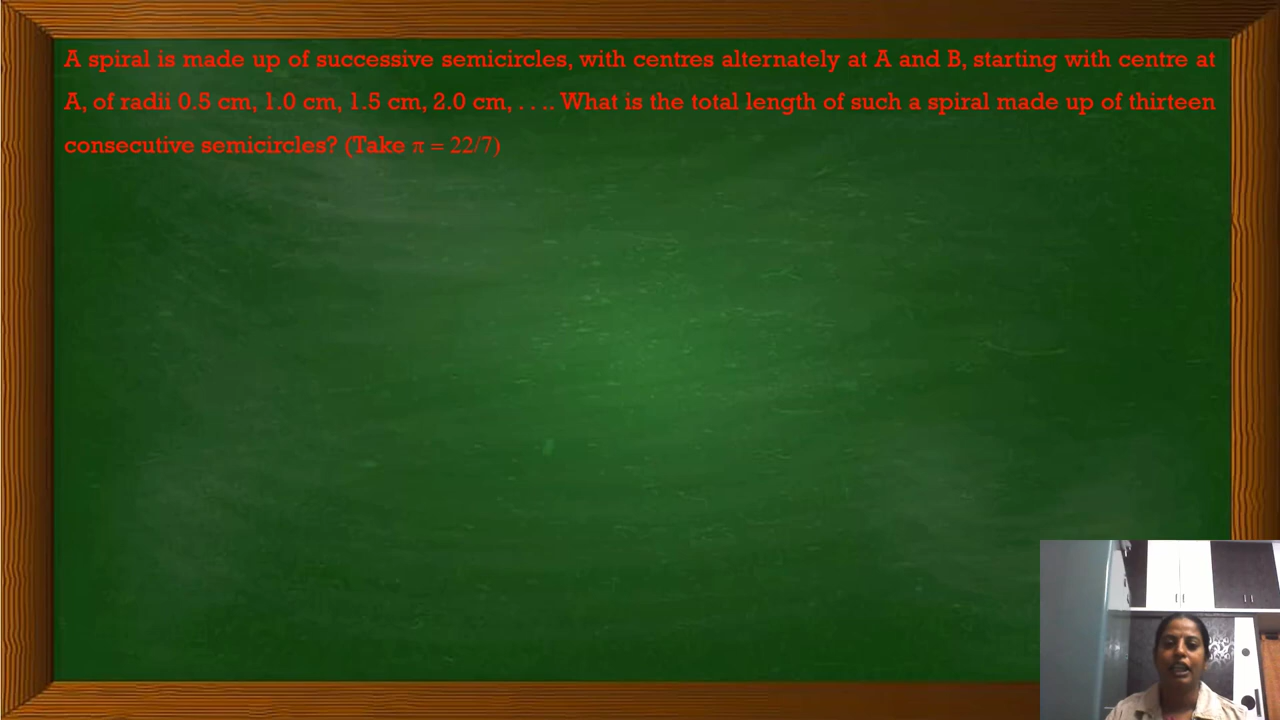 A spiral is made up of successive semicircles, with centres alternately at A and B, starting with centre at
A, of radii 0.5 cm, 1.0 cm, 1.5 cm, 2.0 cm, . . .. What is the total length of such a spiral made up of thirteen
consecutive semicircles? (Take π = 22/7)